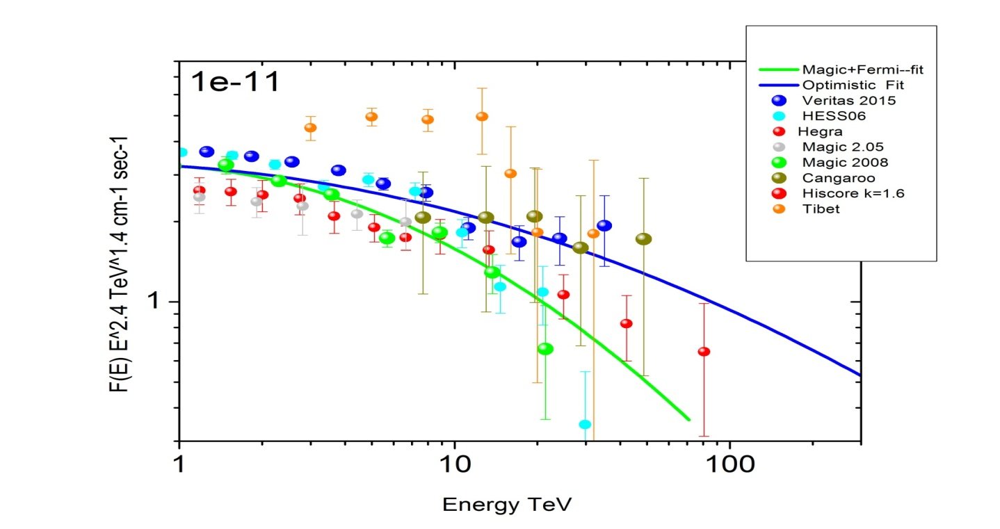 1e-11
Magic+Fermi--fit
Optimistic Fit
Veritas 2015
HESS06
Hegra
Magic 2.05
Magic 2008
Cangaroo
Hiscore k=1.6
Tibet
F(E) E^2.4 TeV^1.4 cm-1 sec-1
1
1
10
100
Energy TeV